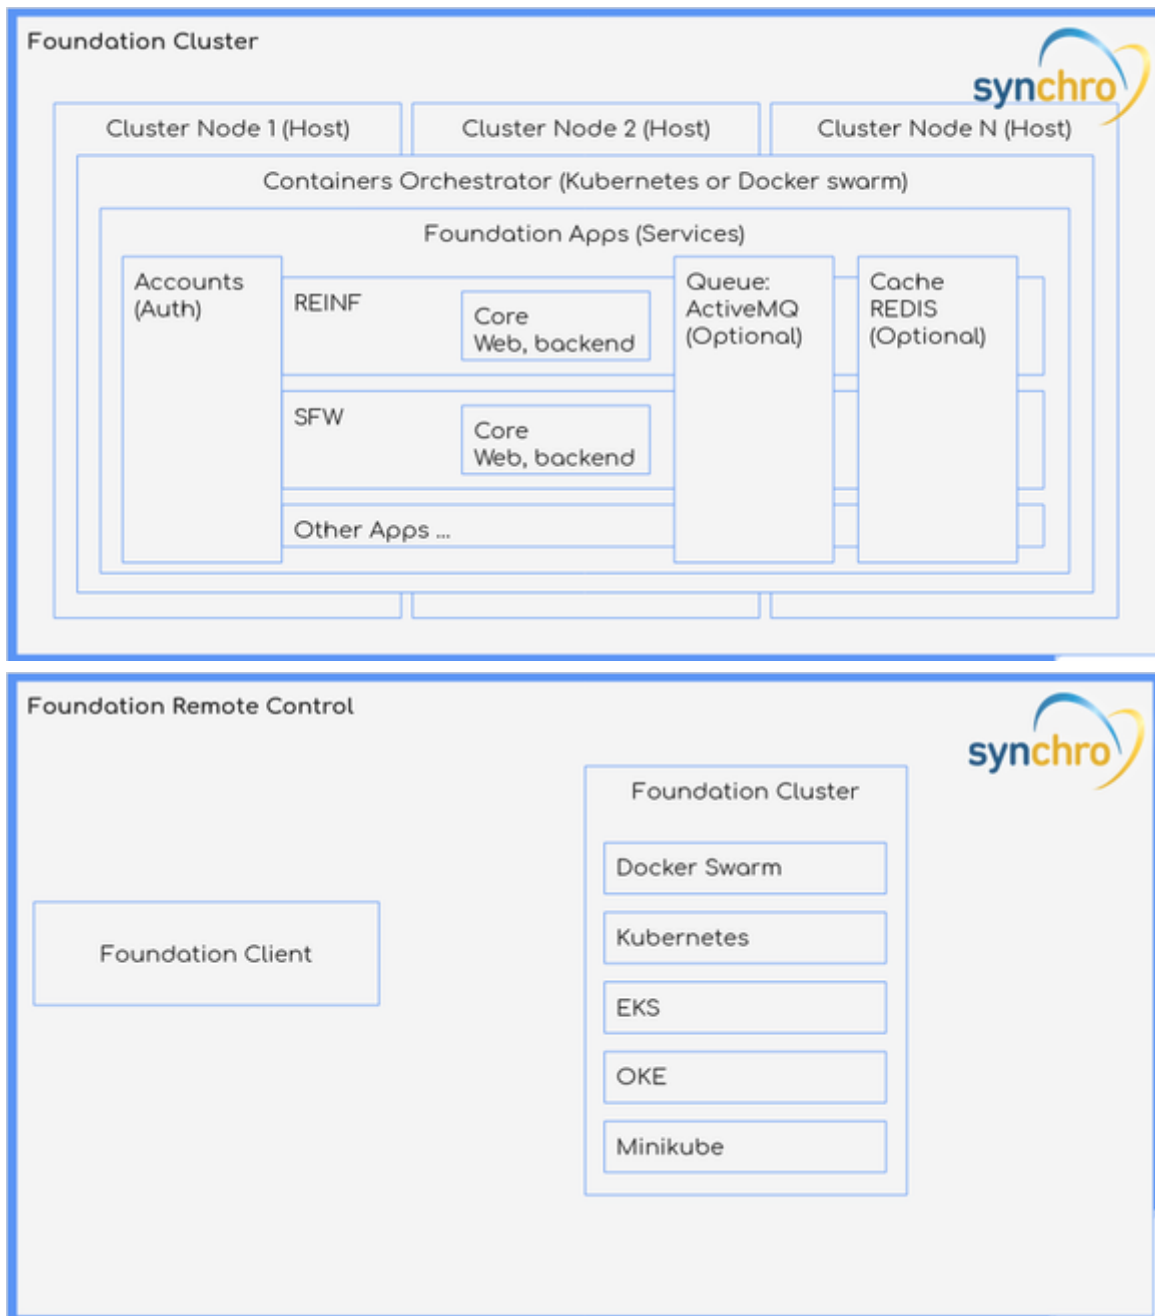 Foundation Cluster
synchro
Cluster Node 1 (Host)
Cluster Node 2 (Host)
Cluster Node N (Host)
Containers Orchestrator (Kubernetes or Docker swarm)
Foundation Apps (Services)
Accounts
(Auth)
REINF
Core
Web, backend
Queue:
ActiveMQ
(Optional)
Cache
REDIS
(Optional)
SFW
Core
Web, backend
Other Apps ...
Foundation Remote Control
synchro
Foundation Cluster
Docker Swarm
Kubernetes
Foundation Client
EKS
OKE
Minikube